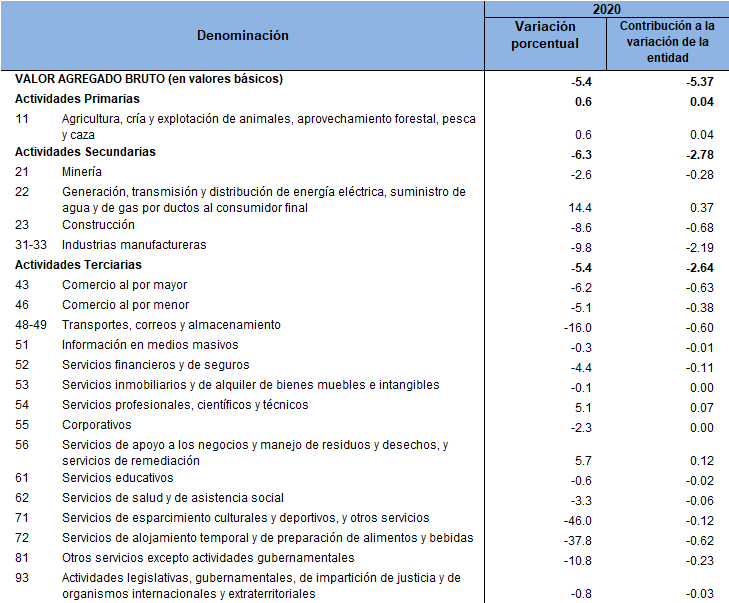 Denominación
2020
Variación porcentual
Contribución a la variación de la entidad
VALOR AGREGADO BRUTO (en valores básicos) -5.4 -5.37
Actividades Primarias 0.6 0.04
11 Agricultura, cría y explotación de animales, aprovechamiento forestal, pesca
y caza 0.6 0.04
Actividades Secundarias -6.3 -2.78
21 Minería -2.6 -0.28
22 Generación, transmisión y distribución de energía eléctrica, suministro de
agua y de gas por ductos al consumidor final 14.4 0.37
23 Construcción -8.6 -0.68
31-33 Industrias manufactureras -9.8 -2.19
Actividades Terciarias -5.4 -2.64
43 Comercio al por mayor -6.2 -0.63
46 Comercio al por menor -5.1 -0.38
48-49 Transportes, correos y almacenamiento -16.0 -0.60
51 Información en medios masivos -0.3 -0.01
52 Servicios financieros y de seguros -4.4 -0.11
53 Servicios inmobiliarios y de alquiler de bienes muebles e intangibles -0.1 0.00
54 Servicios profesionales, científicos y técnicos 5.1 0.07
55 Corporativos -2.3 0.00
56 Servicios de apoyo a los negocios y manejo de residuos y desechos, y
servicios de remediación 5.7 0.12
61 Servicios educativos -0.6 -0.02
62 Servicios de salud y de asistencia social -3.3 -0.06
71 Servicios de esparcimiento culturales y deportivos, y otros servicios -46.0 -0.12
72 Servicios de alojamiento temporal y de preparación de alimentos y bebidas -37.8 -0.62
81 Otros servicios excepto actividades gubernamentales -10.8 -0.23
93 Actividades legislativas, gubernamentales, de impartición de justicia y de
organismos internacionales y extraterritoriales -0.8 -0.03